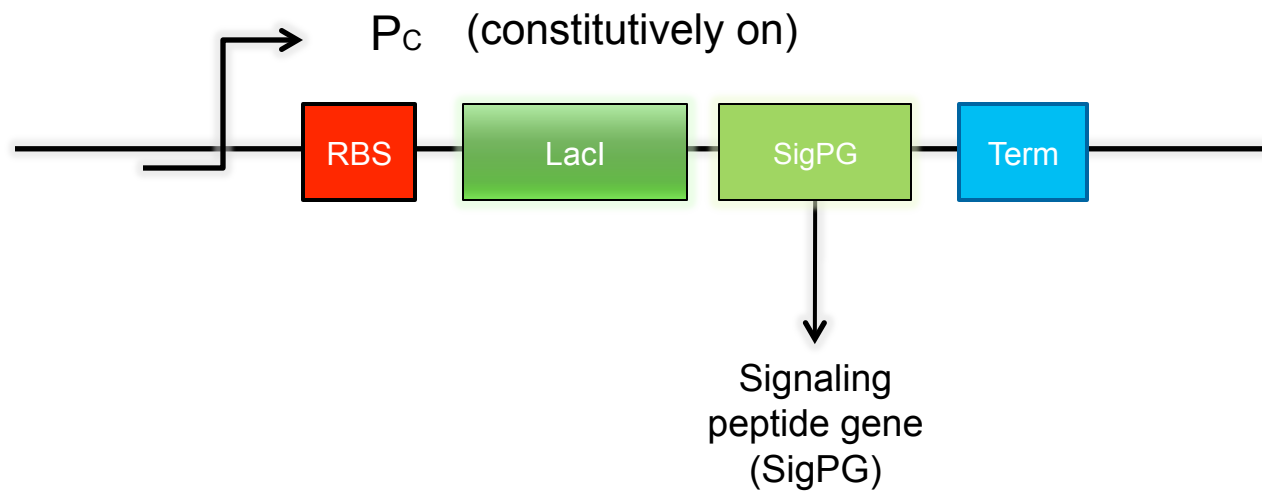 Pc (constitutively on)
RBS LacI SigPG Term
Signaling
peptide gene
(SigPG)